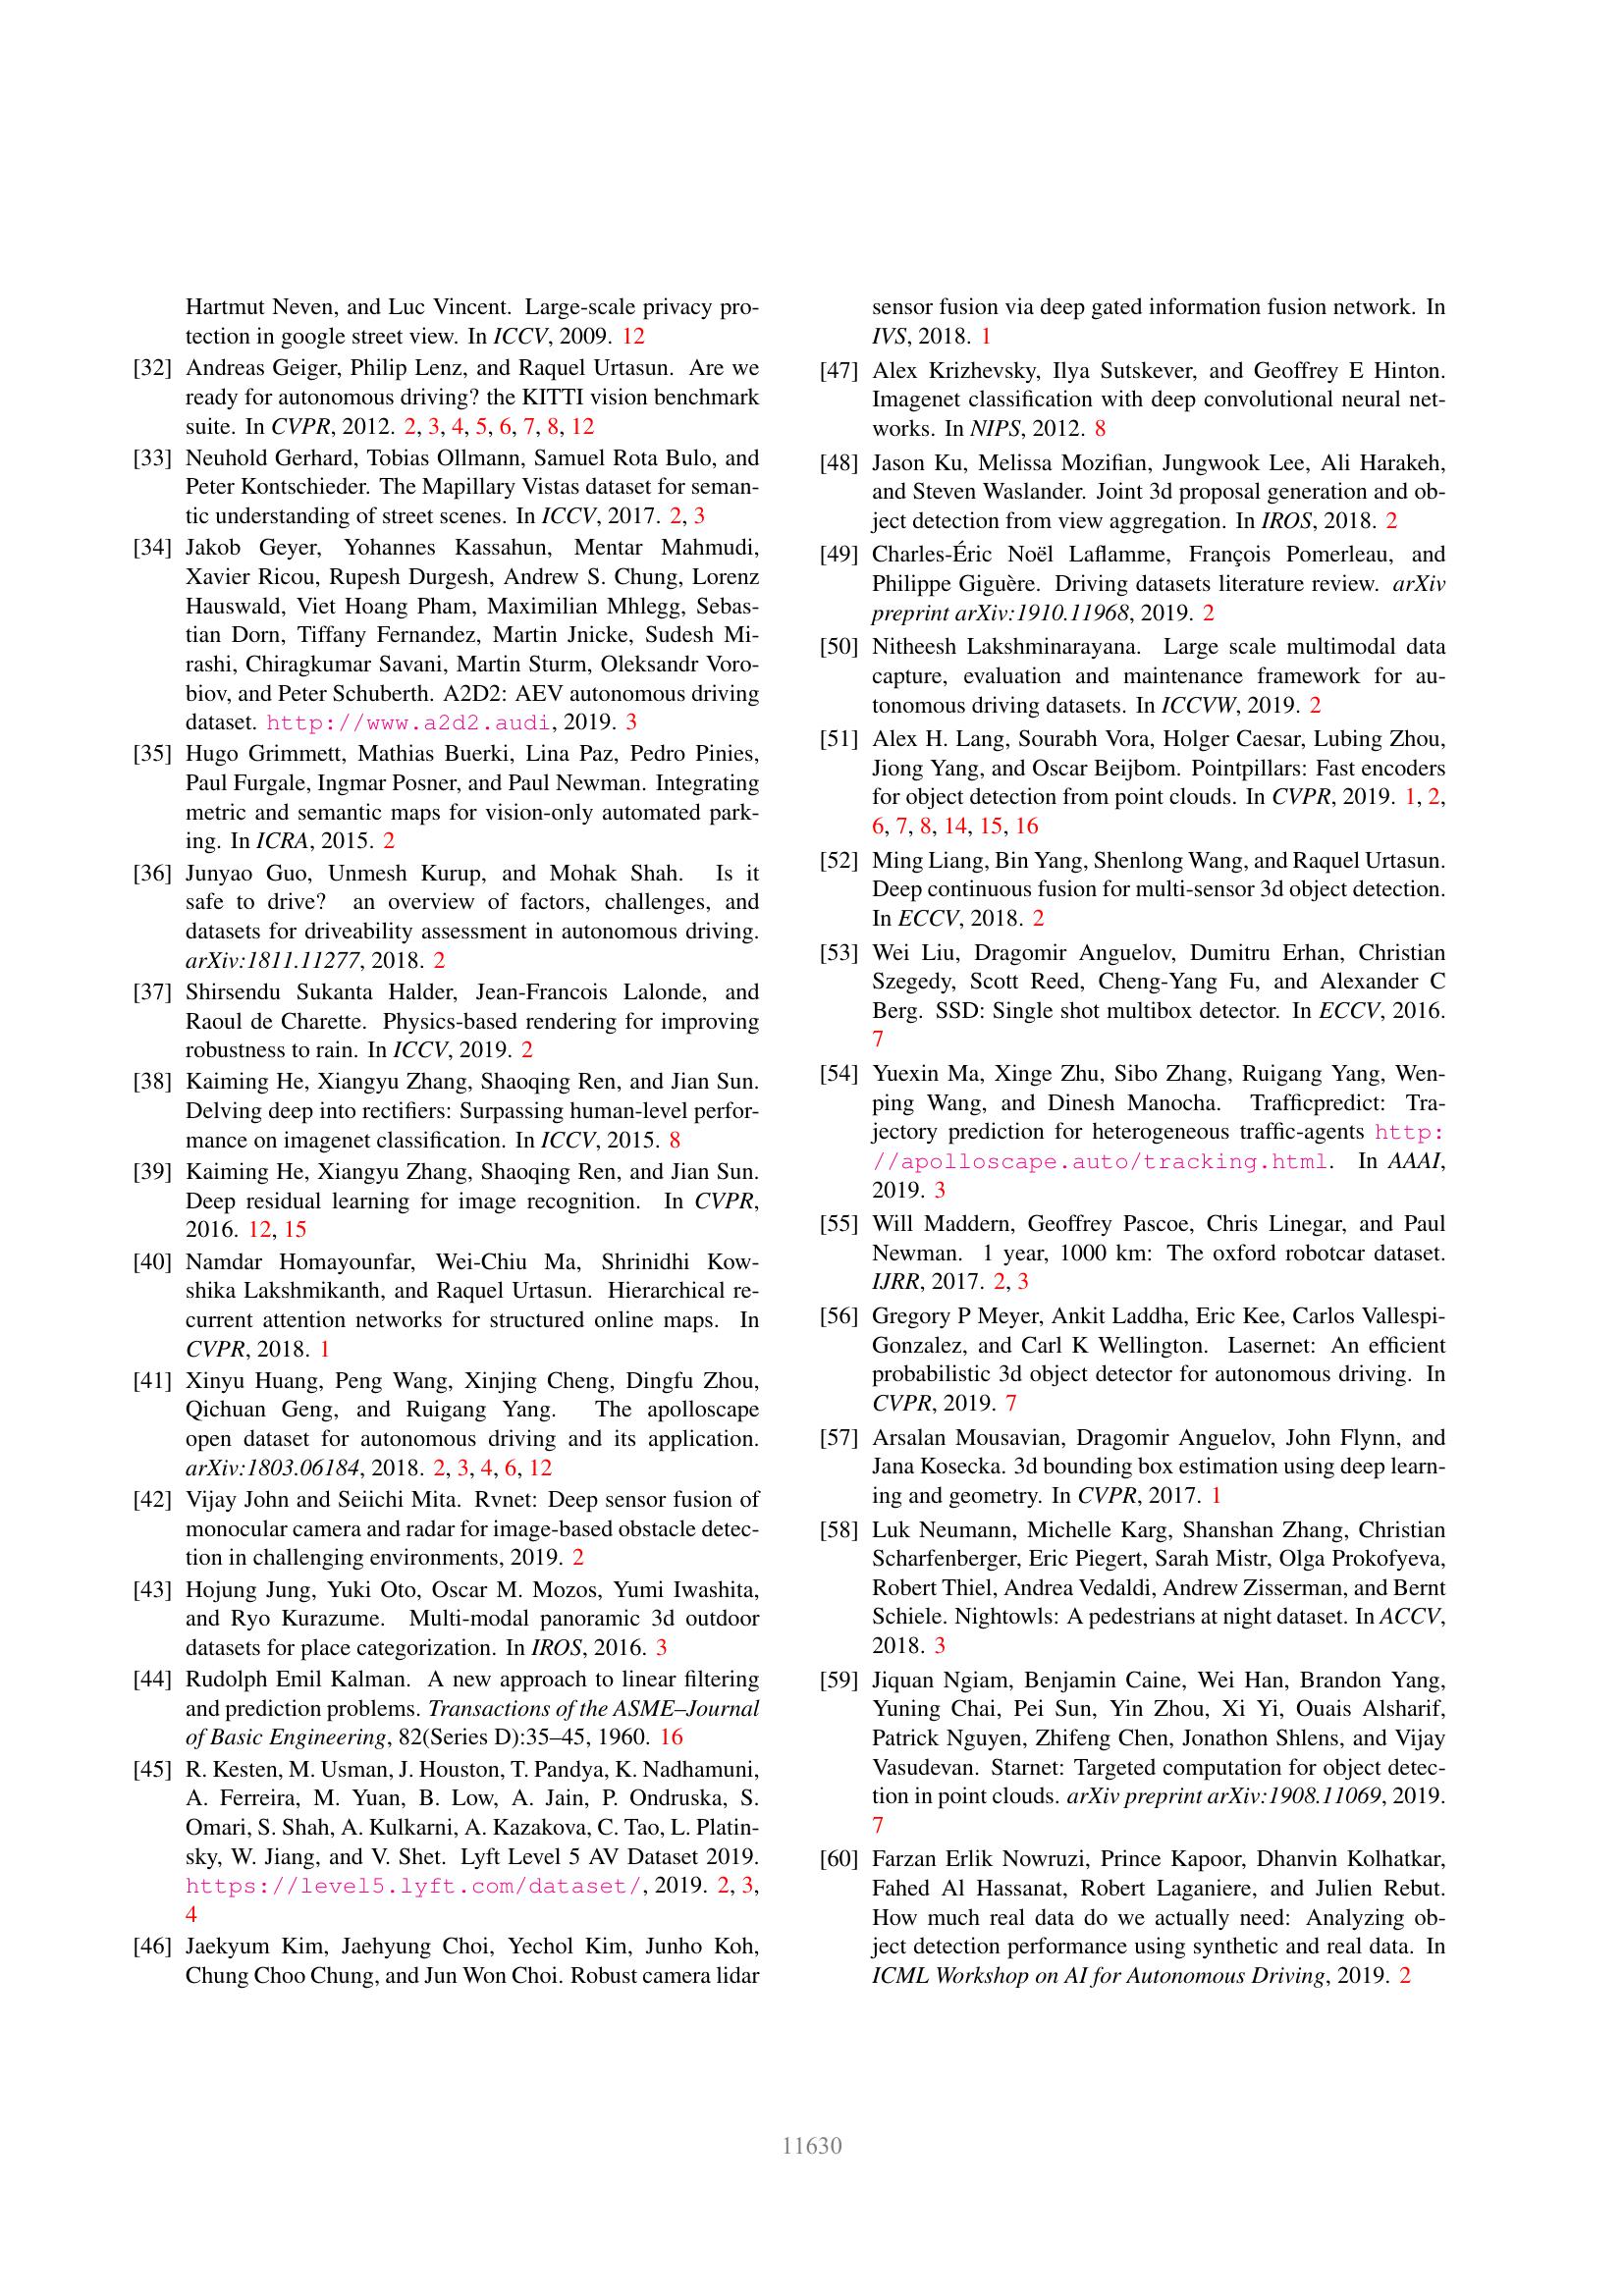 Hartmut Neven, and Luc Vincent. Large-scale privacy pro-
tection in google street view. In ICCV, 2009. 12
[32] Andreas Geiger, Philip Lenz, and Raquel Urtasun. Are we
ready for autonomous driving? the KITTI vision benchmark
suite. In CVPR, 2012. 2, 3, 4, 5, 6, 7, 8, 12
[33] Neuhold Gerhard, Tobias Ollmann, Samuel Rota Bulo, and
Peter Kontschieder. The Mapillary Vistas dataset for seman-
tic understanding of street scenes. In ICCV, 2017. 2, 3
[34] Jakob Geyer, Yohannes Kassahun, Mentar Mahmudi,
Xavier Ricou, Rupesh Durgesh, Andrew S. Chung, Lorenz
Hauswald, Viet Hoang Pham, Maximilian Mhlegg, Sebas-
tian Dorn, Tiffany Fernandez, Martin Jnicke, Sudesh Mi-
rashi, Chiragkumar Savani, Martin Sturm, Oleksandr Voro-
biov, and Peter Schuberth. A2D2: AEV autonomous driving
dataset. http://www.a2d2.audi, 2019. 3
[35] Hugo Grimmett, Mathias Buerki, Lina Paz, Pedro Pinies,
Paul Furgale, Ingmar Posner, and Paul Newman. Integrating
metric and semantic maps for vision-only automated park-
ing. In ICRA, 2015. 2
[36] Junyao Guo, Unmesh Kurup, and Mohak Shah. Is it
safe to drive? an overview of factors, challenges, and
datasets for driveability assessment in autonomous driving.
arXiv:1811.11277, 2018. 2
[37] Shirsendu Sukanta Halder, Jean-Francois Lalonde, and
Raoul de Charette. Physics-based rendering for improving
robustness to rain. In ICCV, 2019. 2
[38] Kaiming He, Xiangyu Zhang, Shaoqing Ren, and Jian Sun.
Delving deep into rectifiers: Surpassing human-level perfor-
mance on imagenet classification. In ICCV, 2015. 8
[39] Kaiming He, Xiangyu Zhang, Shaoqing Ren, and Jian Sun.
Deep residual learning for image recognition. In CVPR,
2016. 12, 15
[40] Namdar Homayounfar, Wei-Chiu Ma, Shrinidhi Kow-
shika Lakshmikanth, and Raquel Urtasun. Hierarchical re-
current attention networks for structured online maps. In
CVPR, 2018. 1
[41] Xinyu Huang, Peng Wang, Xinjing Cheng, Dingfu Zhou,
Qichuan Geng, and Ruigang Yang. The apolloscape
open dataset for autonomous driving and its application.
arXiv:1803.06184, 2018. 2, 3, 4, 6, 12
[42] Vijay John and Seiichi Mita. Rvnet: Deep sensor fusion of
monocular camera and radar for image-based obstacle detec-
tion in challenging environments, 2019. 2
[43] Hojung Jung, Yuki Oto, Oscar M. Mozos, Yumi Iwashita,
and Ryo Kurazume. Multi-modal panoramic 3d outdoor
datasets for place categorization. In IROS, 2016. 3
[44] Rudolph Emil Kalman. A new approach to linear filtering
and prediction problems. Transactions of the ASME–Journal
of Basic Engineering, 82(Series D):35–45, 1960. 16
[45] R. Kesten, M. Usman, J. Houston, T. Pandya, K. Nadhamuni,
A. Ferreira, M. Yuan, B. Low, A. Jain, P. Ondruska, S.
Omari, S. Shah, A. Kulkarni, A. Kazakova, C. Tao, L. Platin-
sky, W. Jiang, and V. Shet. Lyft Level 5 AV Dataset 2019.
https://level5.lyft.com/dataset/, 2019. 2, 3,
4
[46] Jaekyum Kim, Jaehyung Choi, Yechol Kim, Junho Koh,
Chung Choo Chung, and Jun Won Choi. Robust camera lidar
sensor fusion via deep gated information fusion network. In
IVS, 2018. 1
[47] Alex Krizhevsky, Ilya Sutskever, and Geoffrey E Hinton.
Imagenet classification with deep convolutional neural net-
works. In NIPS, 2012. 8
[48] Jason Ku, Melissa Mozifian, Jungwook Lee, Ali Harakeh,
and Steven Waslander. Joint 3d proposal generation and ob-
ject detection from view aggregation. In IROS, 2018. 2
[49] Charles-Éric Noël Laflamme, François Pomerleau, and
Philippe Giguère. Driving datasets literature review. arXiv
preprint arXiv:1910.11968, 2019. 2
[50] Nitheesh Lakshminarayana. Large scale multimodal data
capture, evaluation and maintenance framework for au-
tonomous driving datasets. In ICCVW, 2019. 2
[51] Alex H. Lang, Sourabh Vora, Holger Caesar, Lubing Zhou,
Jiong Yang, and Oscar Beijbom. Pointpillars: Fast encoders
for object detection from point clouds. In CVPR, 2019. 1, 2,
6, 7, 8, 14, 15, 16
[52] Ming Liang, Bin Yang, Shenlong Wang, and Raquel Urtasun.
Deep continuous fusion for multi-sensor 3d object detection.
In ECCV, 2018. 2
[53] Wei Liu, Dragomir Anguelov, Dumitru Erhan, Christian
Szegedy, Scott Reed, Cheng-Yang Fu, and Alexander C
Berg. SSD: Single shot multibox detector. In ECCV, 2016.
7
[54] Yuexin Ma, Xinge Zhu, Sibo Zhang, Ruigang Yang, Wen-
ping Wang, and Dinesh Manocha. Trafficpredict: Tra-
jectory prediction for heterogeneous traffic-agents http:
//apolloscape.auto/tracking.html. In AAAI,
2019. 3
[55] Will Maddern, Geoffrey Pascoe, Chris Linegar, and Paul
Newman. 1 year, 1000 km: The oxford robotcar dataset.
IJRR, 2017. 2, 3
[56] Gregory P Meyer, Ankit Laddha, Eric Kee, Carlos Vallespi-
Gonzalez, and Carl K Wellington. Lasernet: An efficient
probabilistic 3d object detector for autonomous driving. In
CVPR, 2019. 7
[57] Arsalan Mousavian, Dragomir Anguelov, John Flynn, and
Jana Kosecka. 3d bounding box estimation using deep learn-
ing and geometry. In CVPR, 2017. 1
[58] Luk Neumann, Michelle Karg, Shanshan Zhang, Christian
Scharfenberger, Eric Piegert, Sarah Mistr, Olga Prokofyeva,
Robert Thiel, Andrea Vedaldi, Andrew Zisserman, and Bernt
Schiele. Nightowls: A pedestrians at night dataset. In ACCV,
2018. 3
[59] Jiquan Ngiam, Benjamin Caine, Wei Han, Brandon Yang,
Yuning Chai, Pei Sun, Yin Zhou, Xi Yi, Ouais Alsharif,
Patrick Nguyen, Zhifeng Chen, Jonathon Shlens, and Vijay
Vasudevan. Starnet: Targeted computation for object detec-
tion in point clouds. arXiv preprint arXiv:1908.11069, 2019.
7
[60] Farzan Erlik Nowruzi, Prince Kapoor, Dhanvin Kolhatkar,
Fahed Al Hassanat, Robert Laganiere, and Julien Rebut.
How much real data do we actually need: Analyzing ob-
ject detection performance using synthetic and real data. In
ICML Workshop on AI for Autonomous Driving, 2019. 2
11630